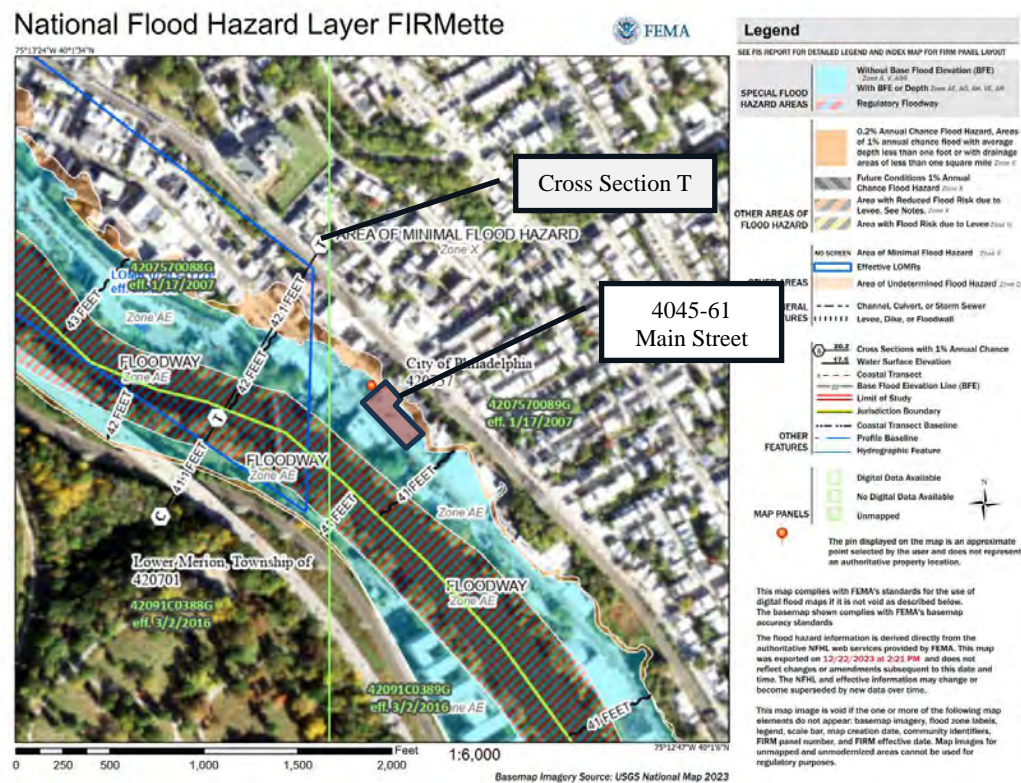 National Flood Hazard Layer FIRMette
FEMA
75°13'24"W 40°1'34"N
Cross Section T
T
AREA OF MINIMAL FLOOD HAZARD
Zone X
4207570088G
eff. 1/17/2007
43 FEET
42.1 FEET
Zone AE
4045-61
Main Street
FLOODWAY
Zone AE
42 FEET
City of Philadelphia
4207570089G
eff. 1/17/2007
42 FEET
T
FLOODWAY
Zone AE
41.1 FEET
41 FEET
Zone AE
C
Lower Merion, Township of
420701
FLOODWAY
Zone AE
42091C0388G
eff. 3/2/2016
42091C0389G
eff. 3/2/2016
41 FEET
0 250 500 1,000 1,500 2,000 Feet
1:6,000
75°12'47"W 40°1'6"N
Basemap Imagery Source: USGS National Map 2023
Legend
SEE FIS REPORT FOR DETAILED LEGEND AND INDEX MAP FOR FIRM PANEL LAYOUT
SPECIAL FLOOD
HAZARD AREAS
Without Base Flood Elevation (BFE)
Zone A, V, A99
With BFE or Depth Zone AE, AO, AH, VE, AR
Regulatory Floodway
0.2% Annual Chance Flood Hazard, Areas
of 1% annual chance flood with average
depth less than one foot or with drainage
areas of less than one square mile Zone X
Future Conditions 1% Annual
Chance Flood Hazard Zone X
OTHER AREAS OF
FLOOD HAZARD
Area with Reduced Flood Risk due to
Levee. See Notes. Zone X
Area with Flood Risk due to Levee Zone D
NO SCREEN Area of Minimal Flood Hazard Zone X
Effective LOMRs
AREAS
Area of Undetermined Flood Hazard Zone D
Channel, Culvert, or Storm Sewer
Levee, Dike, or Floodwall
20.2 Cross Sections with 1% Annual Chance
17.5 Water Surface Elevation
Coastal Transect
Base Flood Elevation Line (BFE)
Limit of Study
Jurisdiction Boundary
Coastal Transect Baseline
OTHER
FEATURES
Profile Baseline
Hydrographic Feature
Digital Data Available
No Digital Data Available
Unmapped
MAP PANELS
N
The pin displayed on the map is an approximate
point selected by the user and does not represent
an authoritative property location.
This map complies with FEMA's standards for the use of
digital flood maps if it is not void as described below.
The basemap shown complies with FEMA's basemap
accuracy standards
The flood hazard information is derived directly from the
authoritative NFHL web services provided by FEMA. This map
was exported on 12/22/2023 at 2:21 PM and does not
reflect changes or amendments subsequent to this date and
time. The NFHL and effective information may change or
become superseded by new data over time.
This map image is void if the one or more of the following map
elements do not appear: basemap imagery, flood zone labels,
legend, scale bar, map creation date, community identifiers,
FIRM panel number, and FIRM effective date. Map images for
unmapped and unmodernized areas cannot be used for
regulatory purposes.